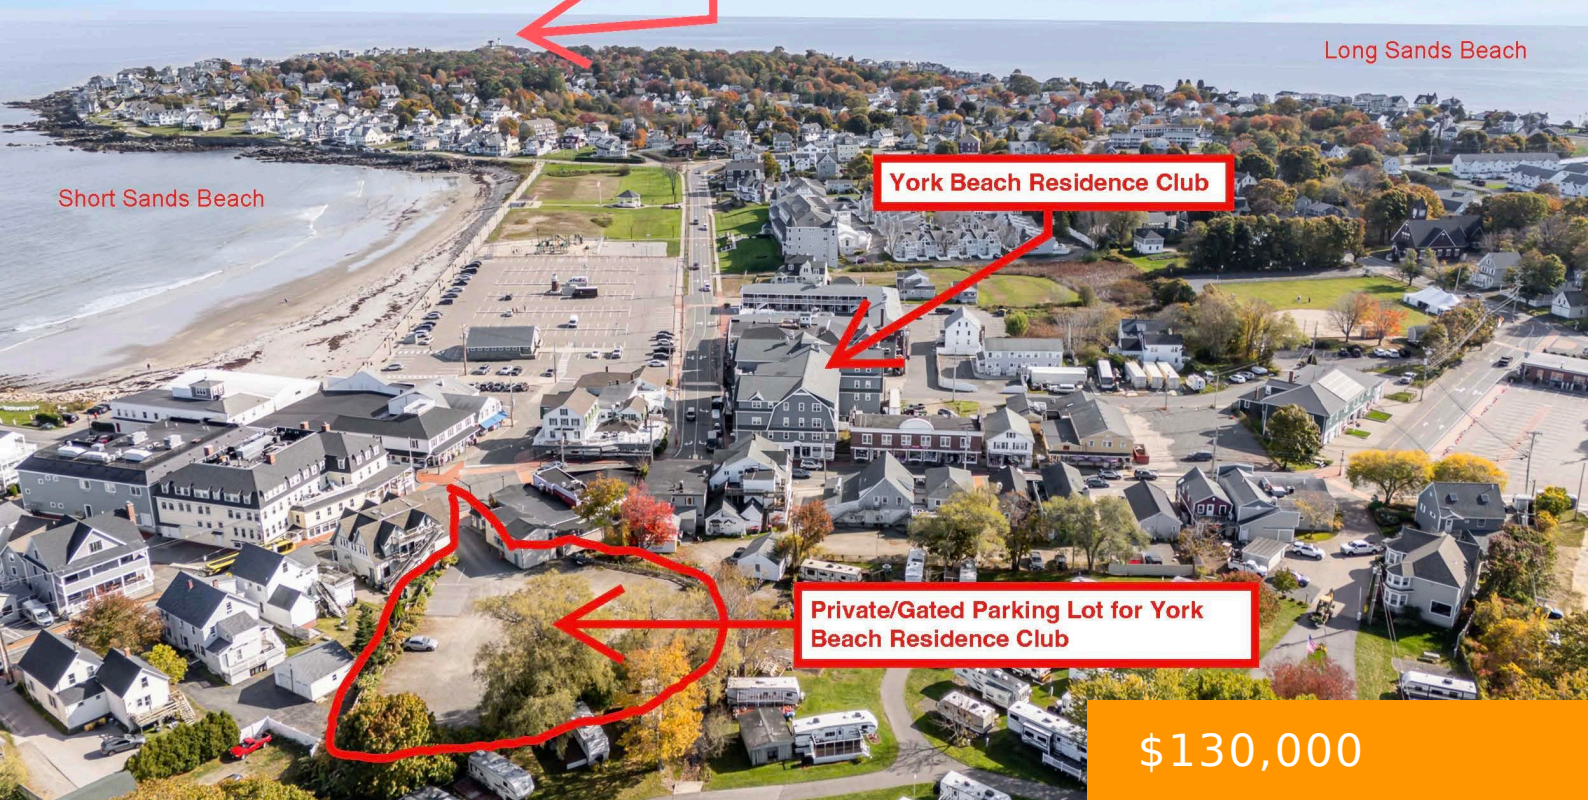 Long Sands Beach
York Beach Residence Club
Short Sands Beach
Private/Gated Parking Lot for York
Beach Residence Club
$130,000